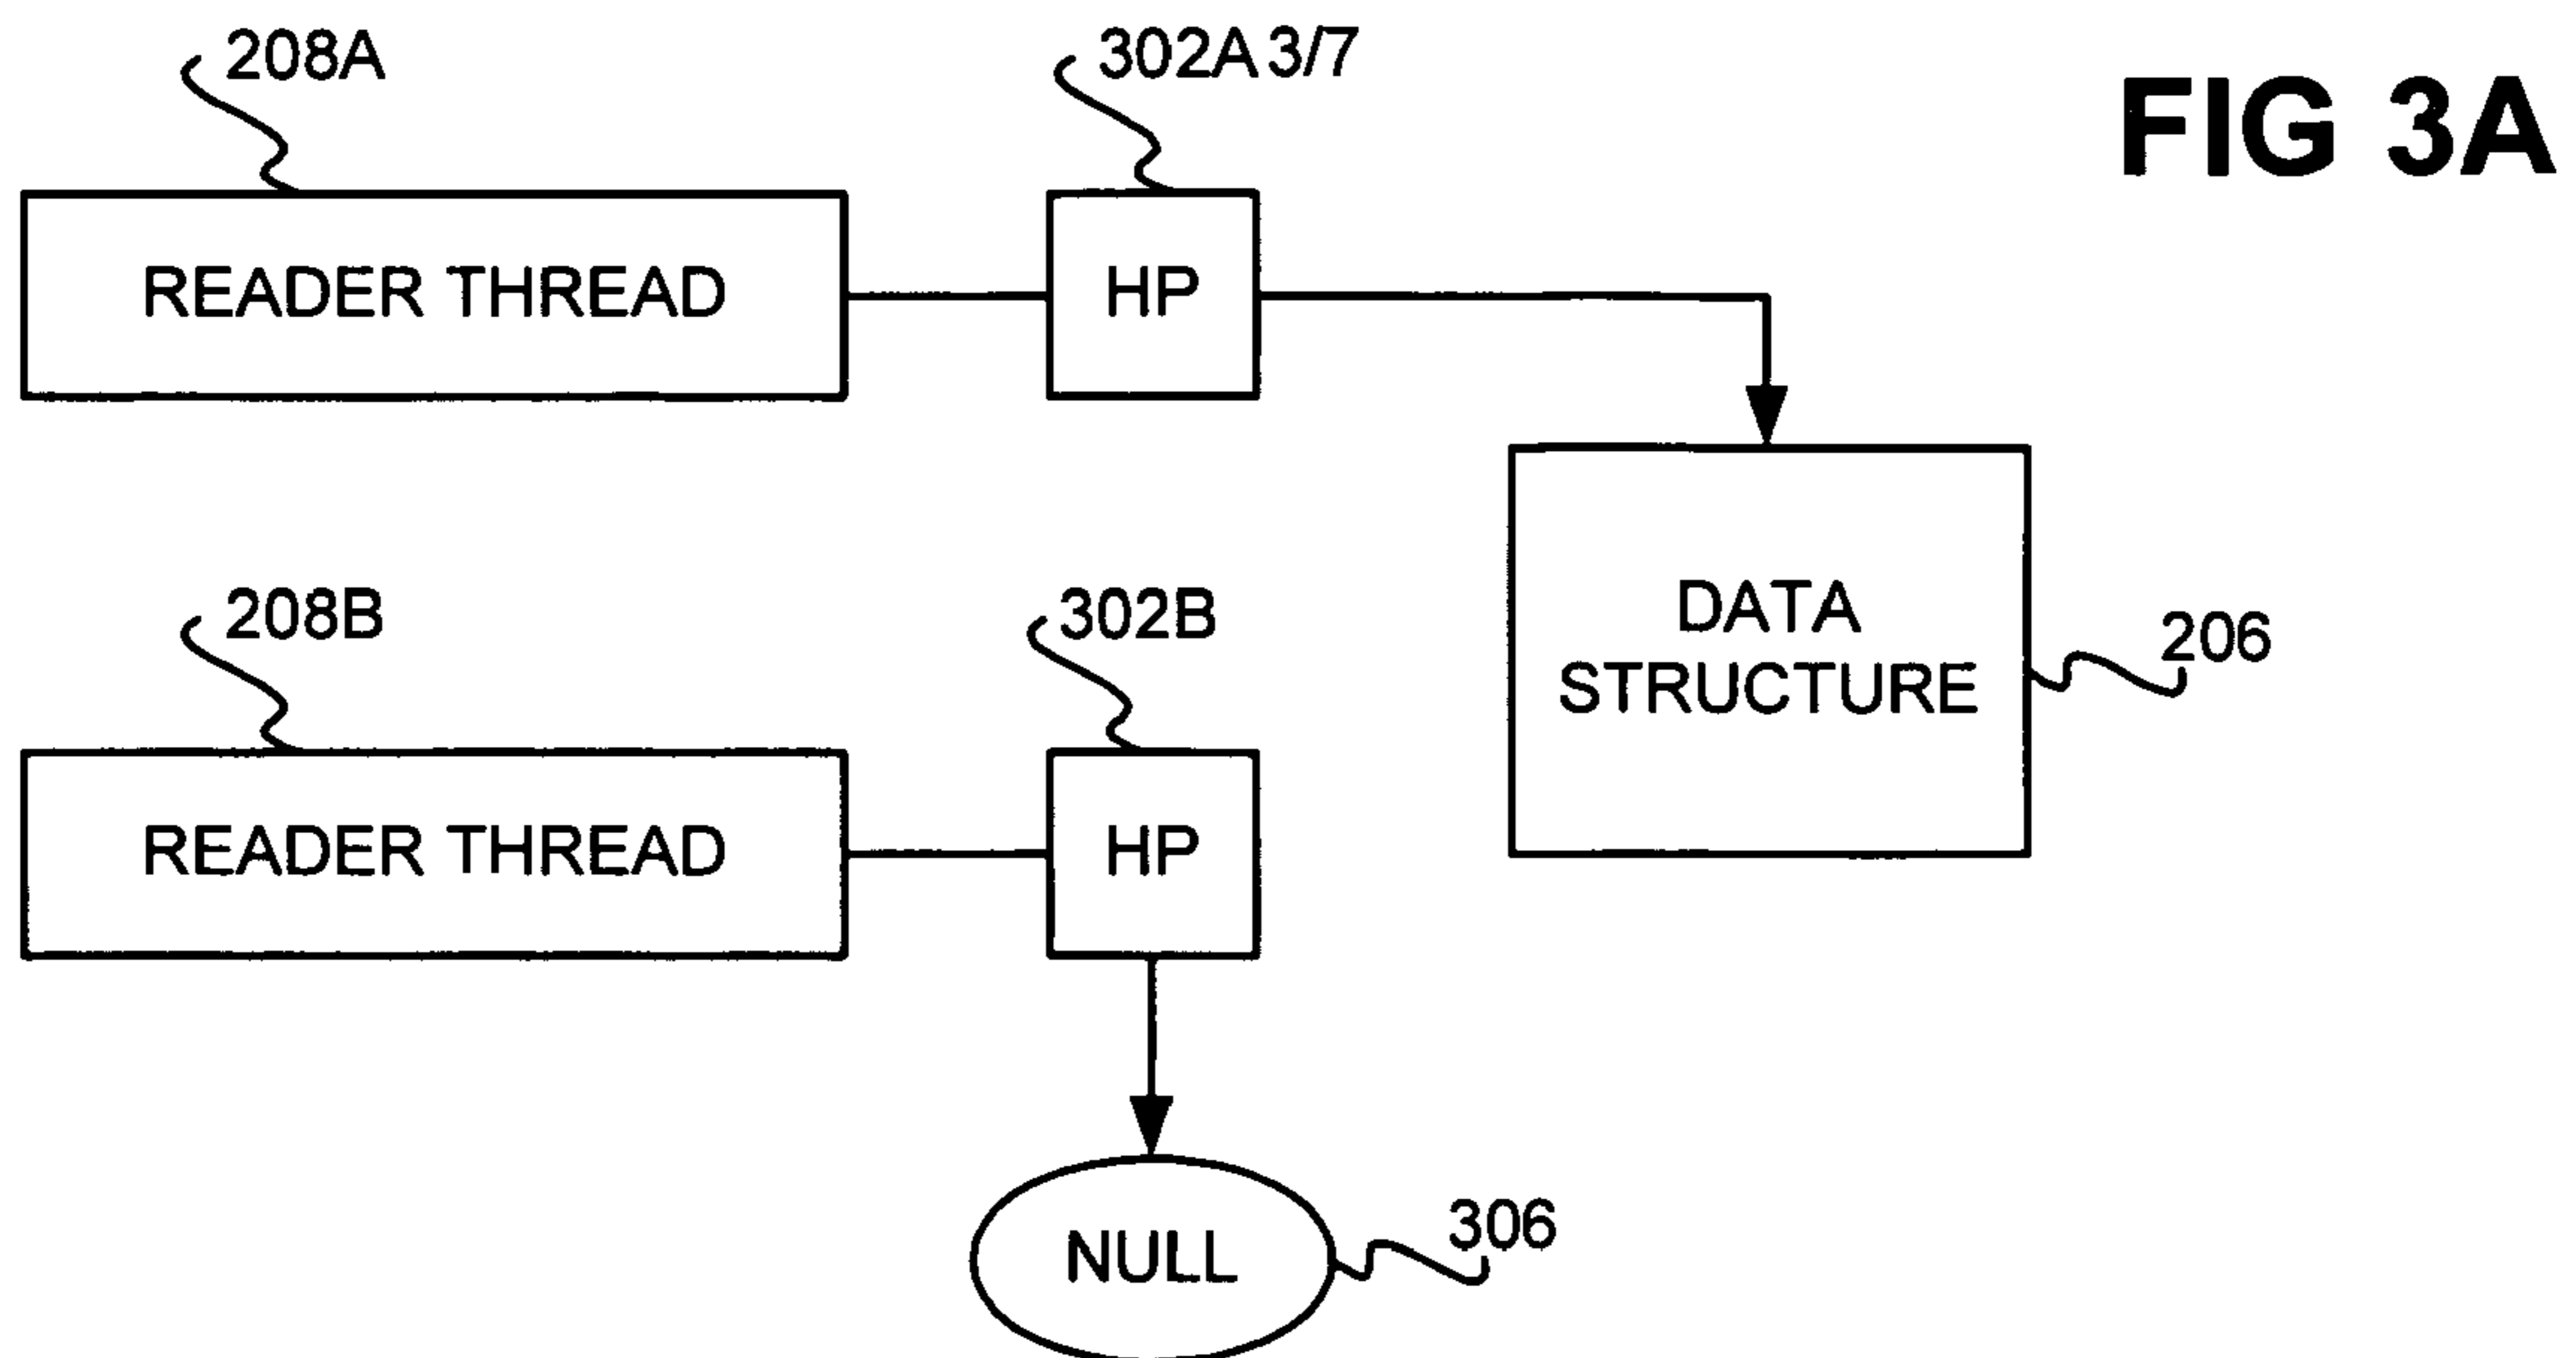 208A
302A 3/7
FIG 3A
READER THREAD
HP
DATA
STRUCTURE
206
208B
302B
READER THREAD
HP
NULL
306